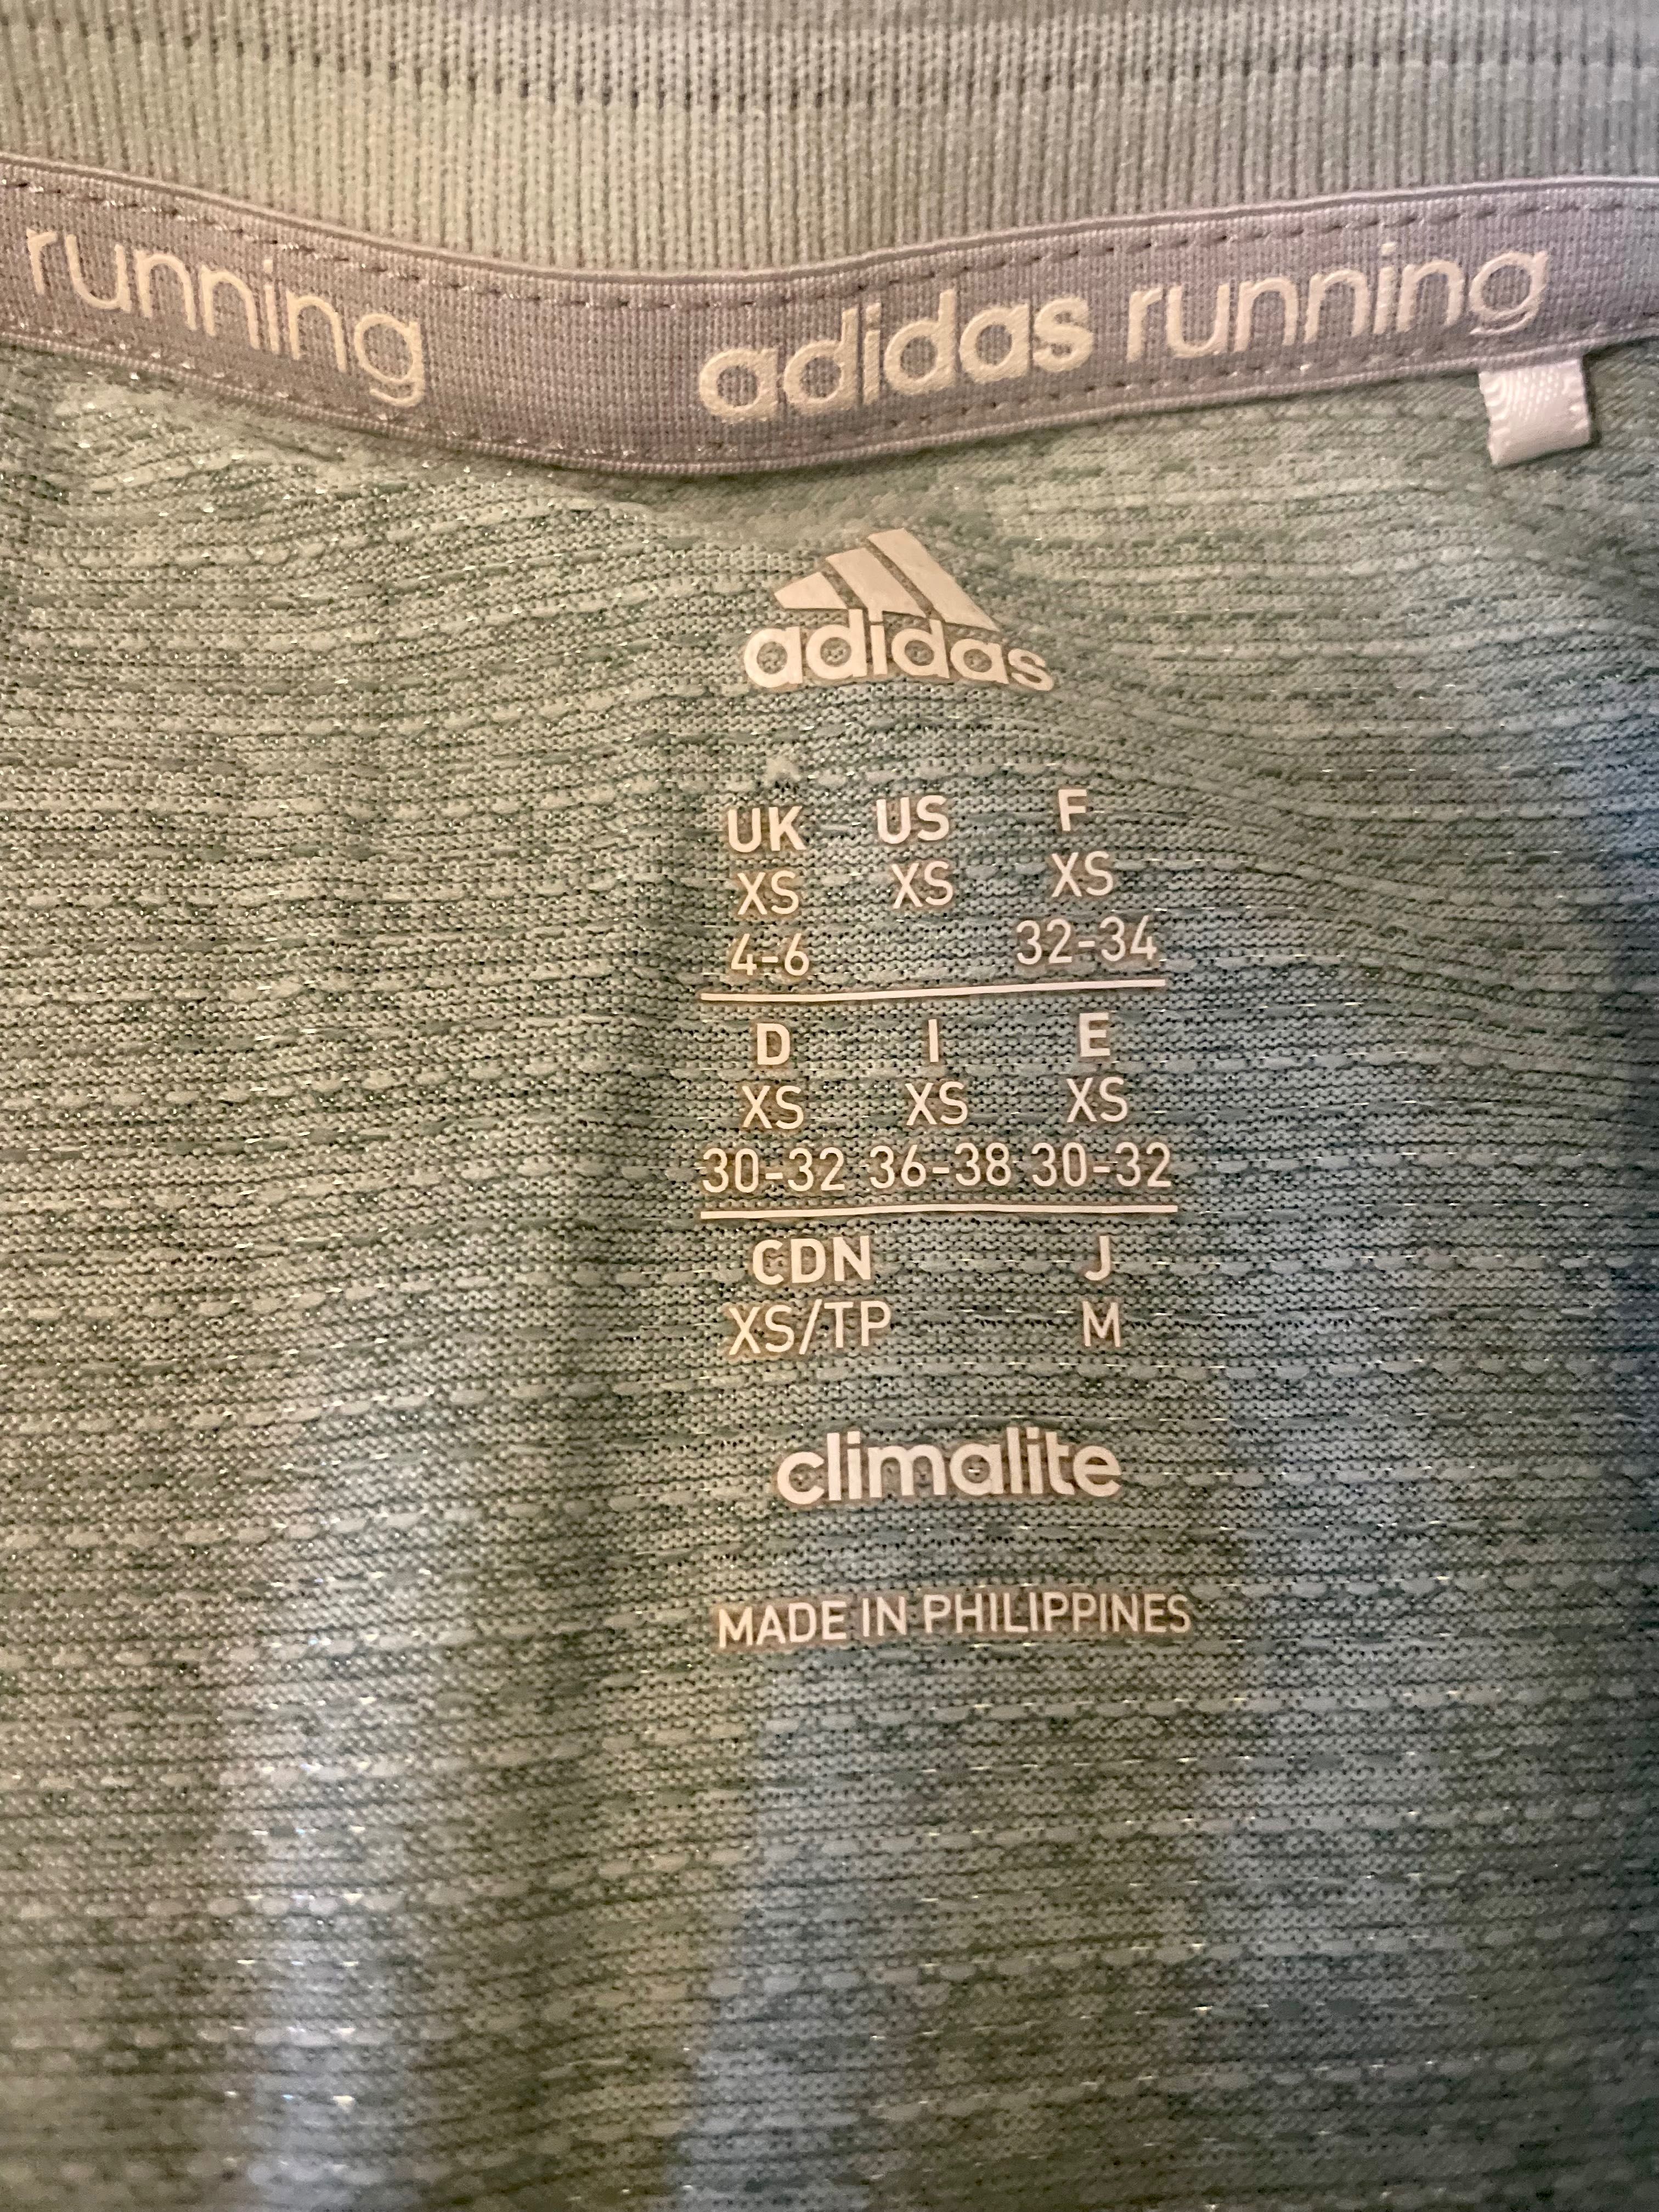 running adidas running
adidas
UK US F
XS XS XS
4-6 32-34
D I E
XS XS XS
30-32 36-38 30-32
CDN J
XS/TP M
climalite
MADE IN PHILIPPINES